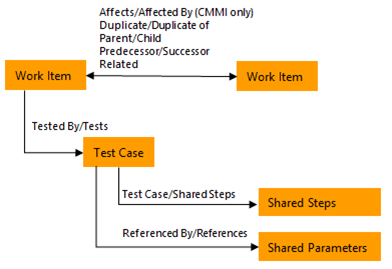 Affects/Affected By (CMMI only)
Duplicate/Duplicate of
Parent/Child
Predecessor/Successor
Related
Work Item
Work Item
Tested By/Tests
Test Case
Test Case/Shared Steps
Shared Steps
Referenced By/References
Shared Parameters